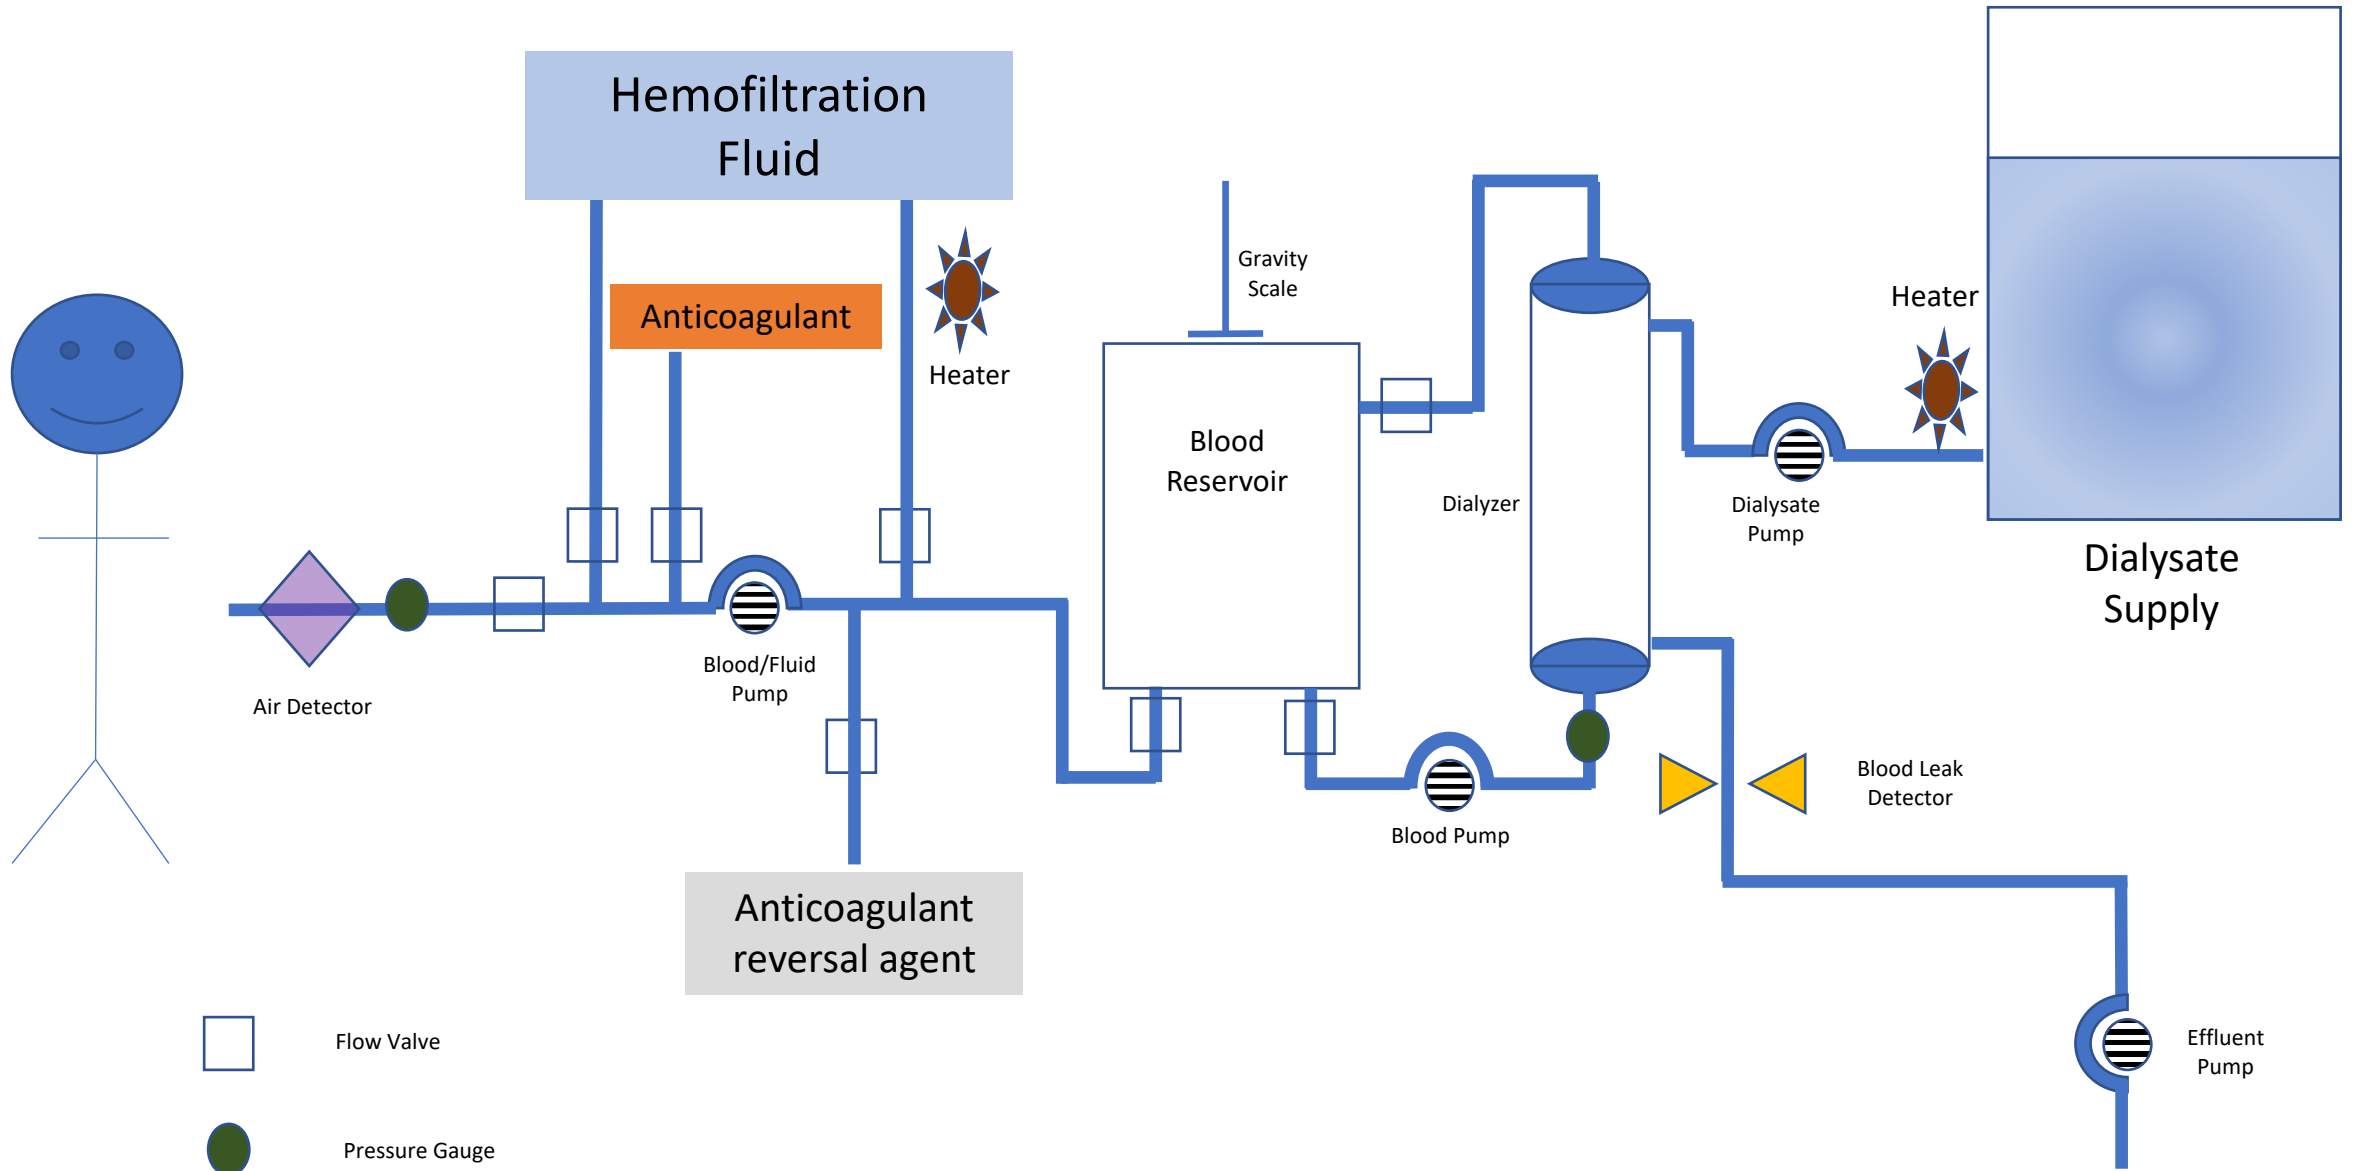 Hemofiltration
Fluid
Gravity
Scale
Heater
Anticoagulant
Heater
Blood
Reservoir
Dialyzer
Dialysate
Pump
Dialysate
Supply
Blood/Fluid
Pump
Air Detector
Blood Leak
Detector
Blood Pump
Anticoagulant
reversal agent
Flow Valve
Effluent
Pump
Pressure Gauge